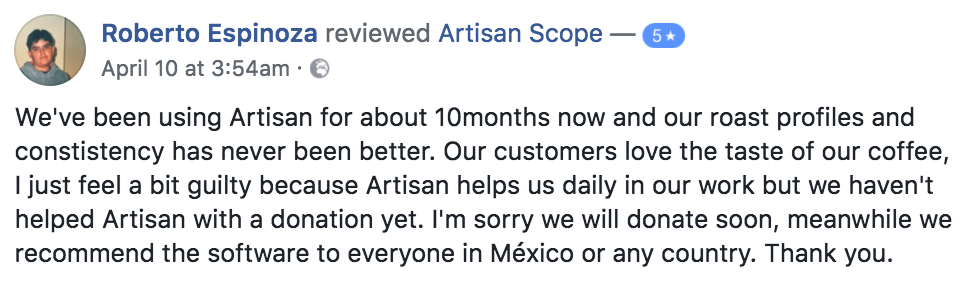 Roberto Espinoza reviewed Artisan Scope — 5★
April 10 at 3:54am ·
We've been using Artisan for about 10months now and our roast profiles and
constistency has never been better. Our customers love the taste of our coffee,
I just feel a bit guilty because Artisan helps us daily in our work but we haven't
helped Artisan with a donation yet. I'm sorry we will donate soon, meanwhile we
recommend the software to everyone in México or any country. Thank you.